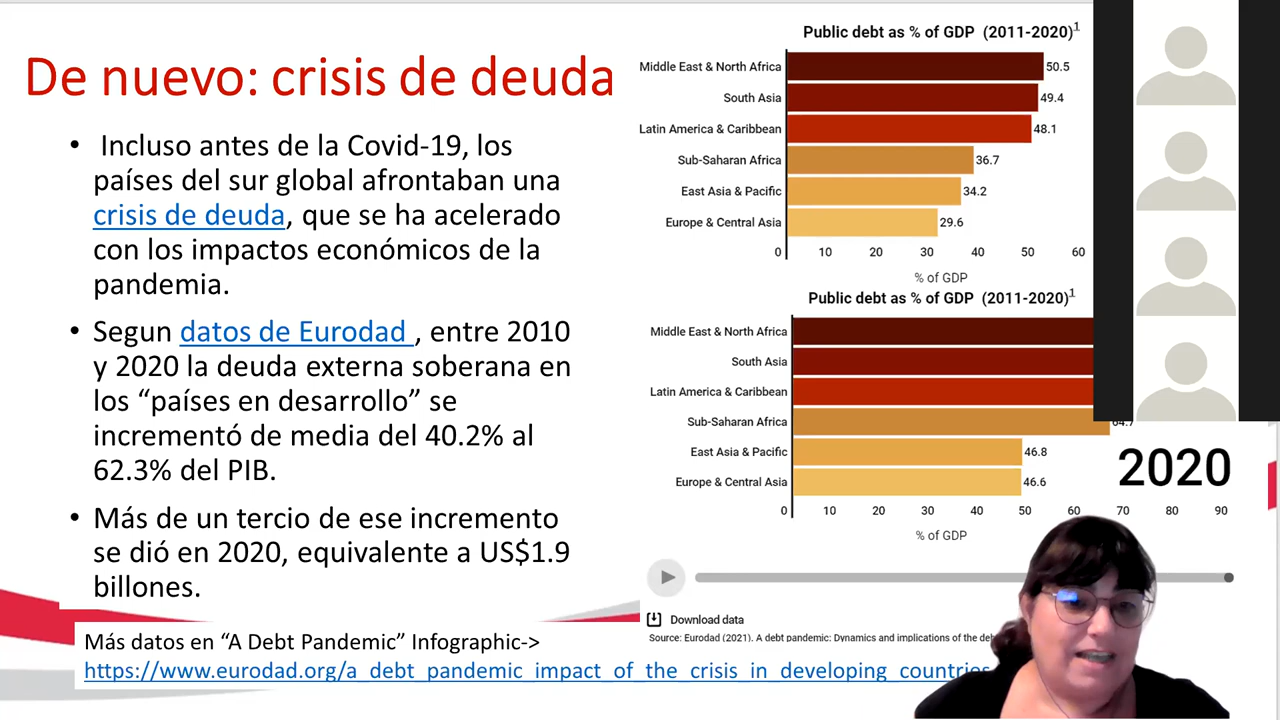 De nuevo: crisis de deuda
• Incluso antes de la Covid-19, los
países del sur global afrontaban una
crisis de deuda, que se ha acelerado
con los impactos económicos de la
pandemia.
• Segun datos de Eurodad , entre 2010
y 2020 la deuda externa soberana en
los “países en desarrollo” se
incrementó de media del 40.2% al
62.3% del PIB.
• Más de un tercio de ese incremento
se dió en 2020, equivalente a US$1.9
billones.
Más datos en “A Debt Pandemic” Infographic->
https://www.eurodad.org/a_debt_pandemic_impact_of_the_crisis_in_developing_countries
Public debt as % of GDP (2011-2020)1
Middle East & North Africa 50.5
South Asia 49.4
Latin America & Caribbean 48.1
Sub-Saharan Africa 36.7
East Asia & Pacific 34.2
Europe & Central Asia 29.6
0 10 20 30 40 50 60
% of GDP
Public debt as % of GDP (2011-2020)1
Middle East & North Africa
South Asia
Latin America & Caribbean
Sub-Saharan Africa 64.7
East Asia & Pacific 46.8
Europe & Central Asia 46.6
2020
0 10 20 30 40 50 60 70 80 90
% of GDP
Download data
Source: Eurodad (2021). A debt pandemic: Dynamics and implications of the